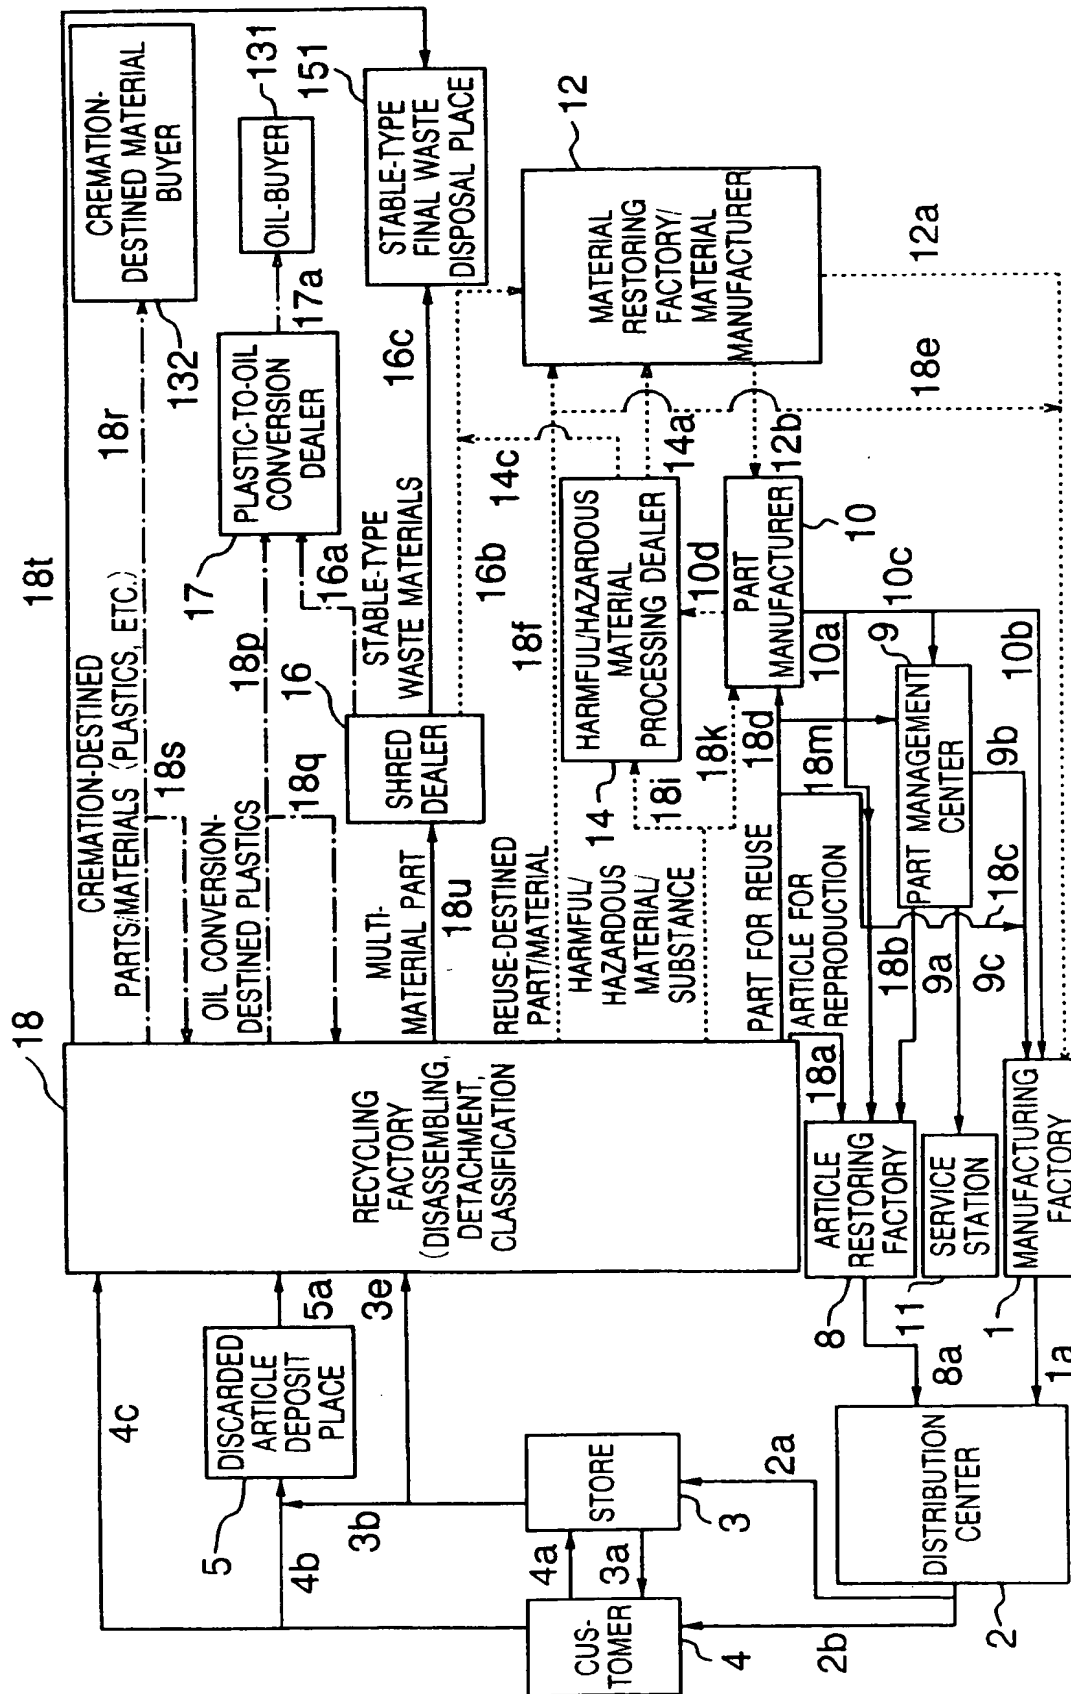 4c
18
18t
5
DISCARDED
ARTICLE
DEPOSIT
PLACE
5a
4b
3b
3e
CUS-
TOMER
4
4a
3a
STORE
3
2b
2a
2
DISTRIBUTION
CENTER
1a
8a
RECYCLING
FACTORY
(DISASSEMBLING,
DETACHMENT,
CLASSIFICATION
CREMATION-DESTINED
PARTS/MATERIALS (PLASTICS, ETC.)
18r
18s
132
CREMATION-
DESTINED MATERIAL
BUYER
OIL CONVERSION-
DESTINED PLASTICS
18p
18q
17
PLASTIC-TO-OIL
CONVERSION
DEALER
17a
OIL-BUYER
131
16a
16
SHRED
DEALER
MULTI-
MATERIAL PART
18u
STABLE-TYPE
WASTE MATERIALS
16c
STABLE-TYPE
FINAL WASTE
DISPOSAL PLACE
151
16b
14c
REUSE-DESTINED
PART/MATERIAL
18f
HARMFUL/
HAZARDOUS
MATERIAL/
SUBSTANCE
14
HARMFUL/HAZARDOUS
MATERIAL
PROCESSING DEALER
14a
18i
18k
10d
MATERIAL
RESTORING
FACTORY/
MATERIAL
MANUFACTURER
12
12a
12b
18e
PART FOR REUSE
18d
ARTICLE FOR
REPRODUCTION
18m
18a
PART
MANUFACTURER
10
10a
10c
10b
9
PART MANAGEMENT
CENTER
9b
18b
9a
9c
18c
8
ARTICLE
RESTORING
FACTORY
11
SERVICE
STATION
1
MANUFACTURING
FACTORY